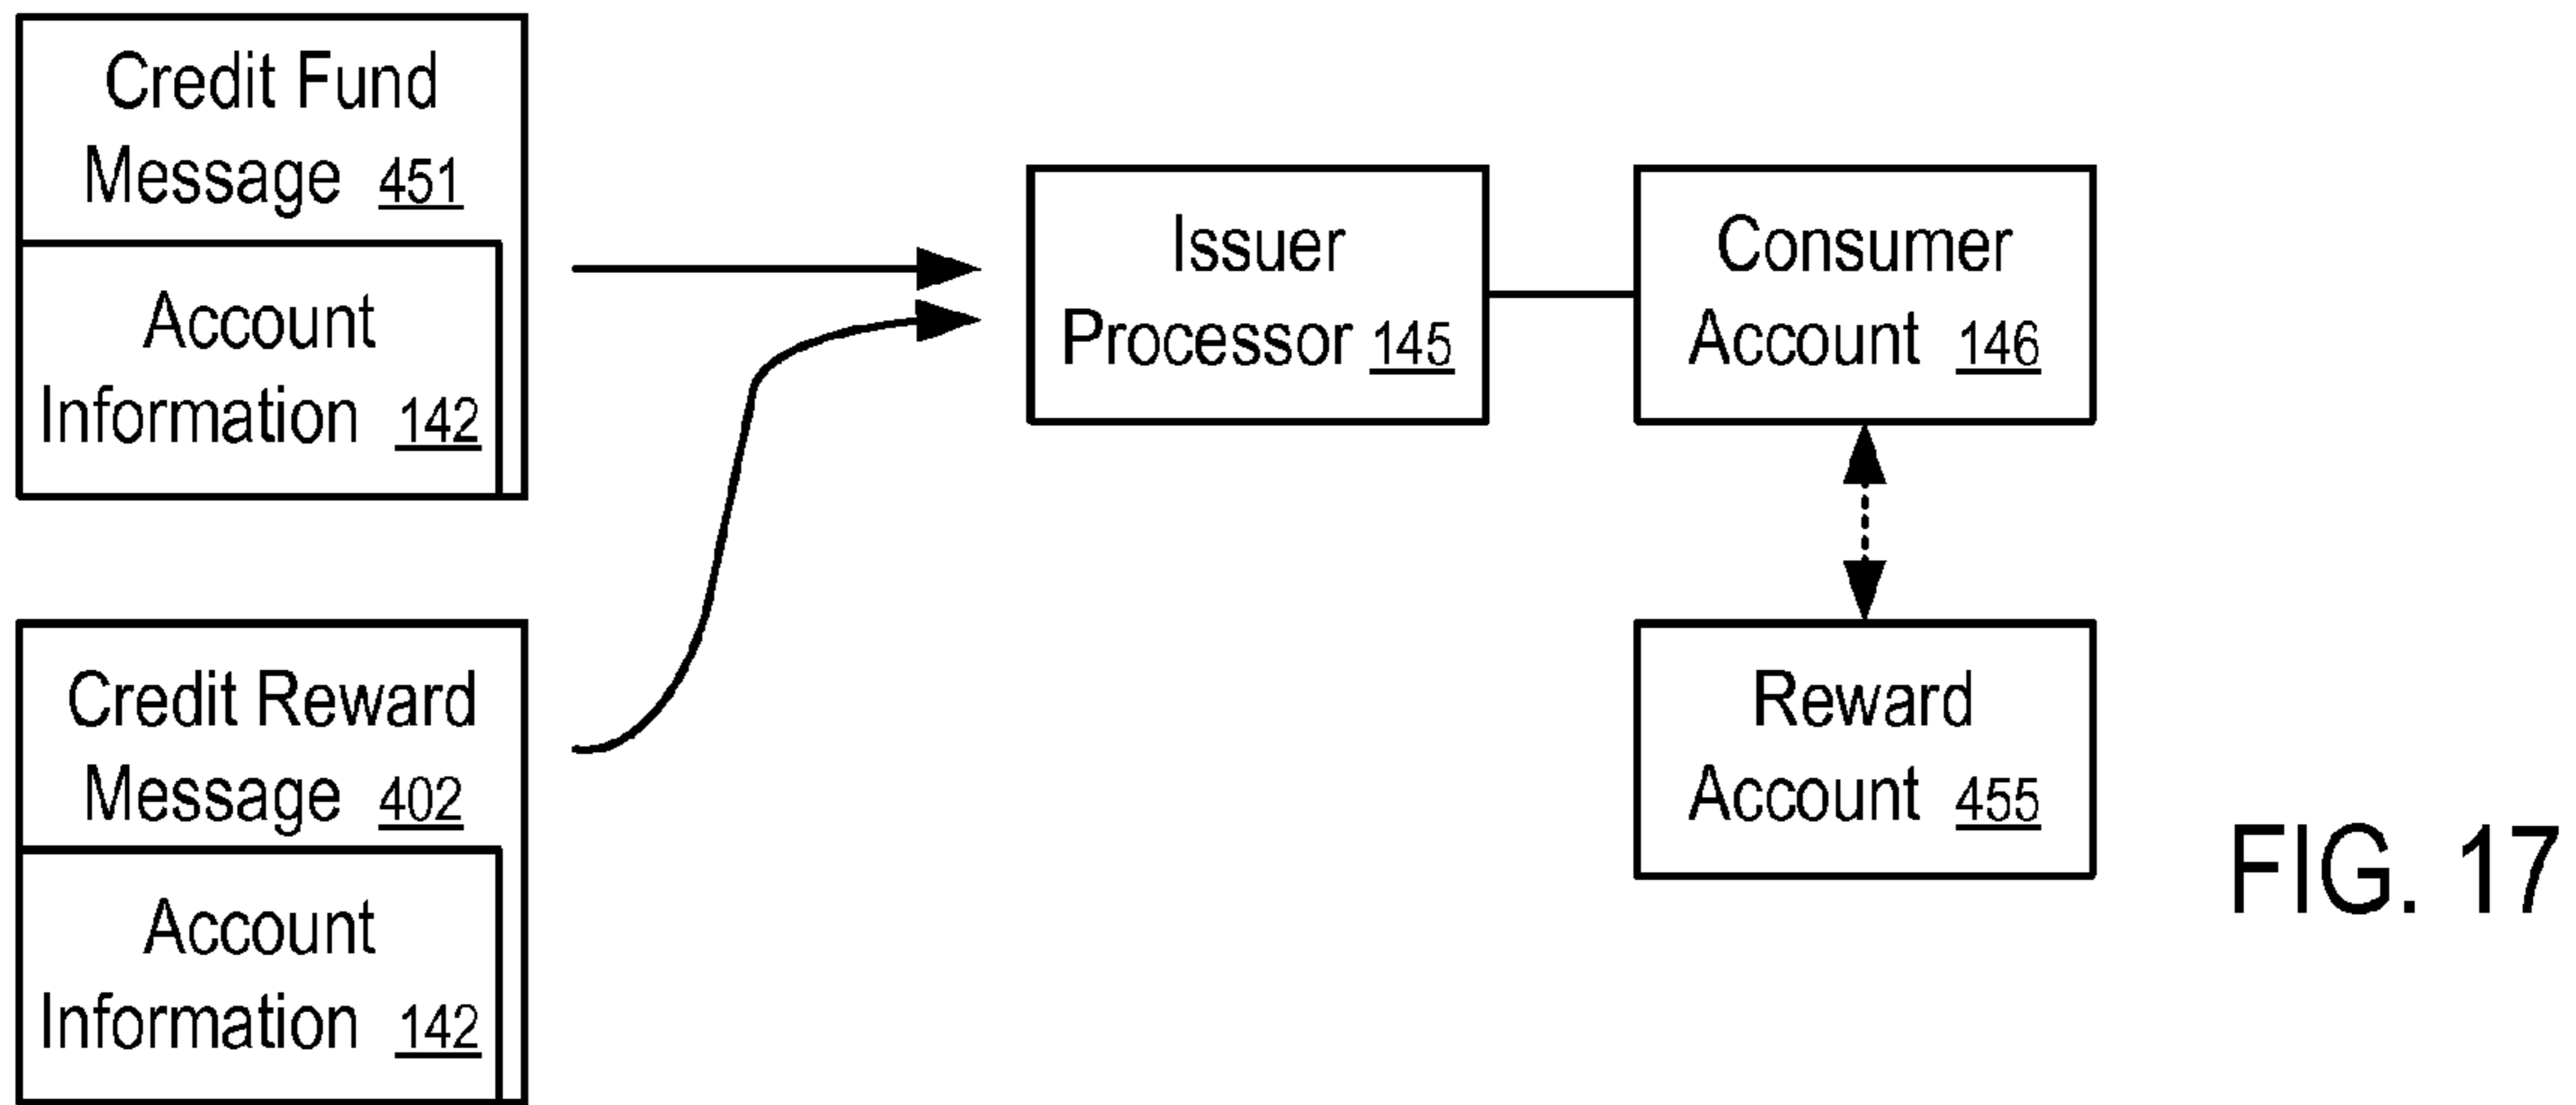 Credit Fund
Message 451
Account
Information 142
Credit Reward
Message 402
Account
Information 142
Issuer
Processor 145
Consumer
Account 146
Reward
Account 455
FIG. 17